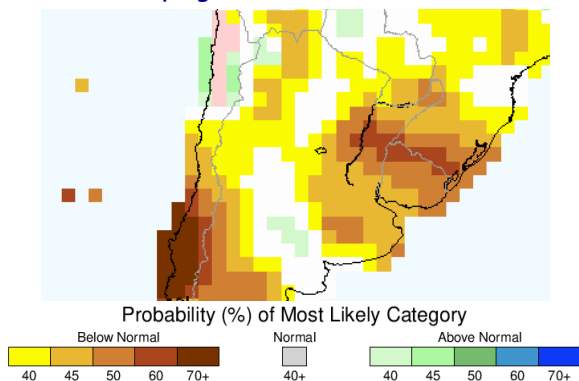 Probability (%) of Most Likely Category
Below Normal Normal Above Normal
40 45 50 60 70+ 40+ 40 45 50 60 70+